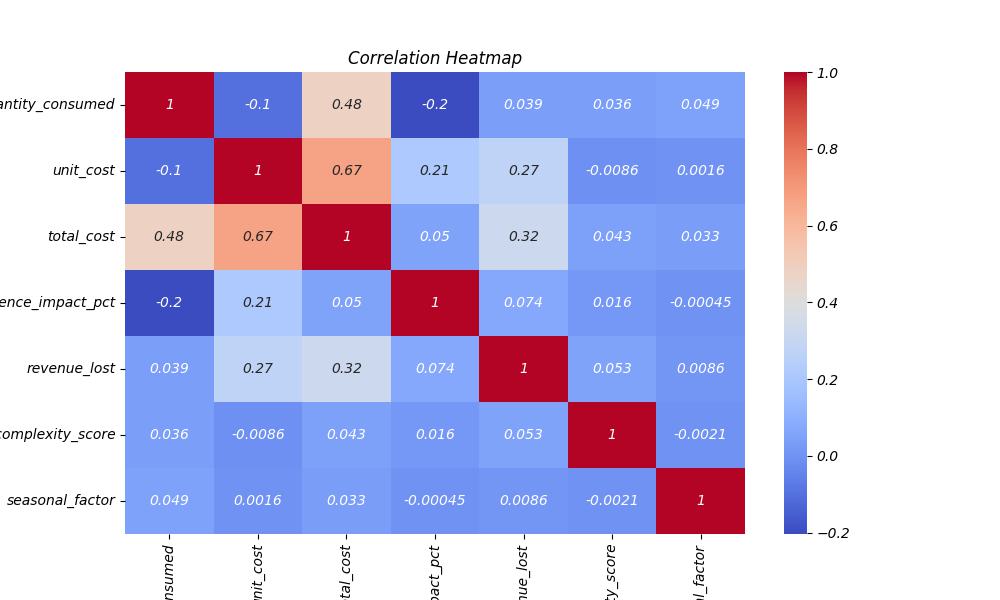 Correlation Heatmap
antity_consumed 1 -0.1 0.48 -0.2 0.039 0.036 0.049
unit_cost -0.1 1 0.67 0.21 0.27 -0.0086 0.0016
total_cost 0.48 0.67 1 0.05 0.32 0.043 0.033
ence_impact_pct -0.2 0.21 0.05 1 0.074 0.016 -0.00045
revenue_lost 0.039 0.27 0.32 0.074 1 0.053 0.0086
complexity_score 0.036 -0.0086 0.043 0.016 0.053 1 -0.0021
seasonal_factor 0.049 0.0016 0.033 -0.00045 0.0086 -0.0021 1
nsumed
nit_cost
tal_cost
pact_pct
nue_lost
ty_score
l_factor
1.0
0.8
0.6
0.4
0.2
0.0
−0.2